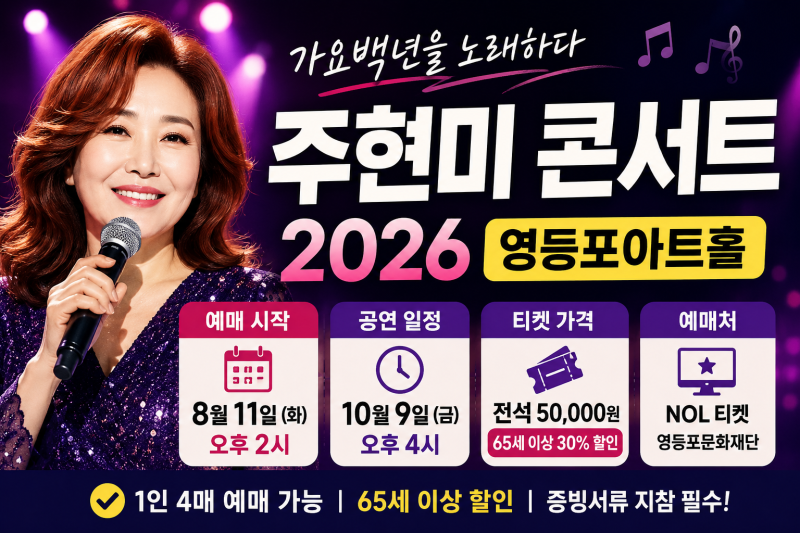 가요백년을 노래하다
주현미 콘서트
2026 영등포아트홀
예매 시작
8월 11일 (화)
오후 2시
공연 일정
10월 9일 (금)
오후 4시
티켓 가격
전석 50,000원
65세 이상 30% 할인
예매처
NOL 티켓
영등포문화재단
1인 4매 예매 가능 | 65세 이상 할인 | 증빙서류 지참 필수!